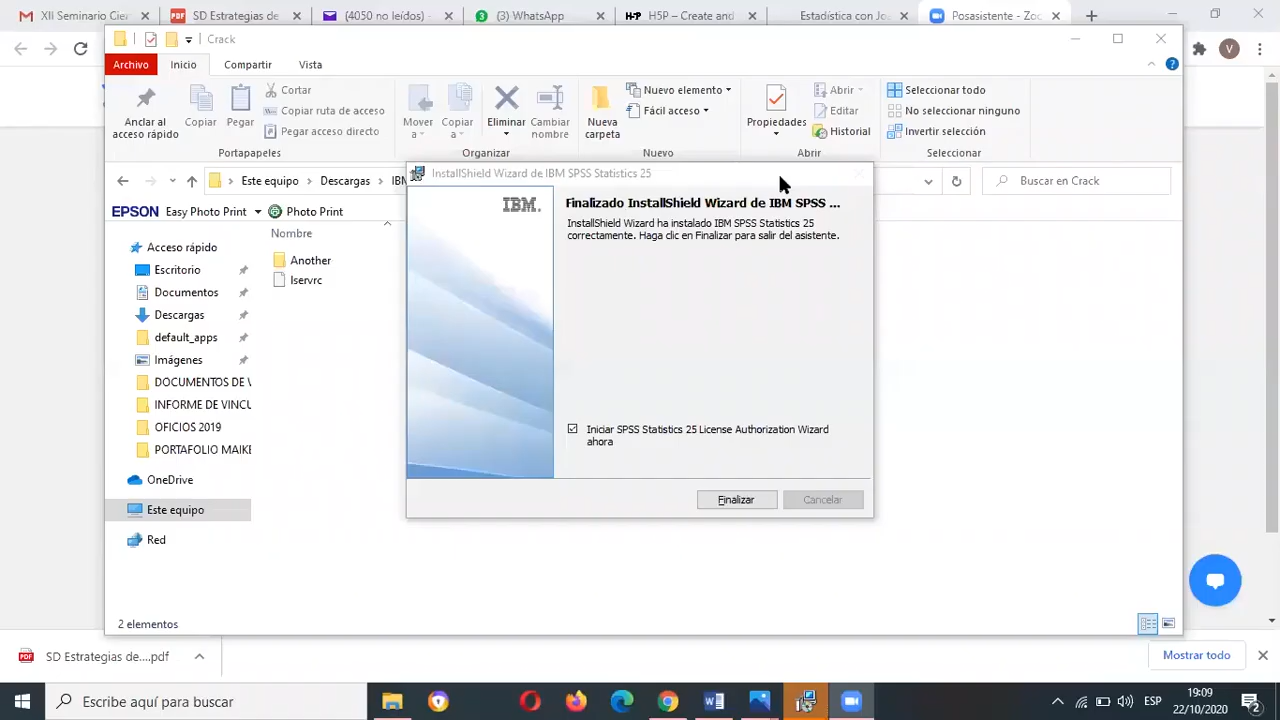 XII Seminario Cien
SD Estrategias de
(4050 no leídos)
(3) WhatsApp
H5P – Create and
Estadística con Jo
Posasistente - Zoc
Crack
Archivo
Inicio
Compartir
Vista
Anclar al acceso rápido
Copiar
Pegar
Cortar
Copiar ruta de acceso
Pegar acceso directo
Mover a
Copiar a
Eliminar
Cambiar nombre
Nueva carpeta
Nuevo elemento
Fácil acceso
Propiedades
Abrir
Editar
Historial
Seleccionar todo
No seleccionar ninguno
Invertir selección
Portapapeles
Organizar
Nuevo
Abrir
Seleccionar
Este equipo > Descargas > IB
Buscar en Crack
EPSON Easy Photo Print Photo Print
Nombre
Another
lservrc
Acceso rápido
Escritorio
Documentos
Descargas
default_apps
Imágenes
DOCUMENTOS DE V
INFORME DE VINCU
OFICIOS 2019
PORTAFOLIO MAIKE
OneDrive
Este equipo
Red
InstallShield Wizard de IBM SPSS Statistics 25
IBM.
Finalizado InstallShield Wizard de IBM SPSS ...
InstallShield Wizard ha instalado IBM SPSS Statistics 25
correctamente. Haga clic en Finalizar para salir del asistente.
Iniciar SPSS Statistics 25 License Authorization Wizard
ahora
Finalizar
Cancelar
2 elementos
SD Estrategias de....pdf
Mostrar todo
Escribe aquí para buscar
ESP
19:09
22/10/2020
2